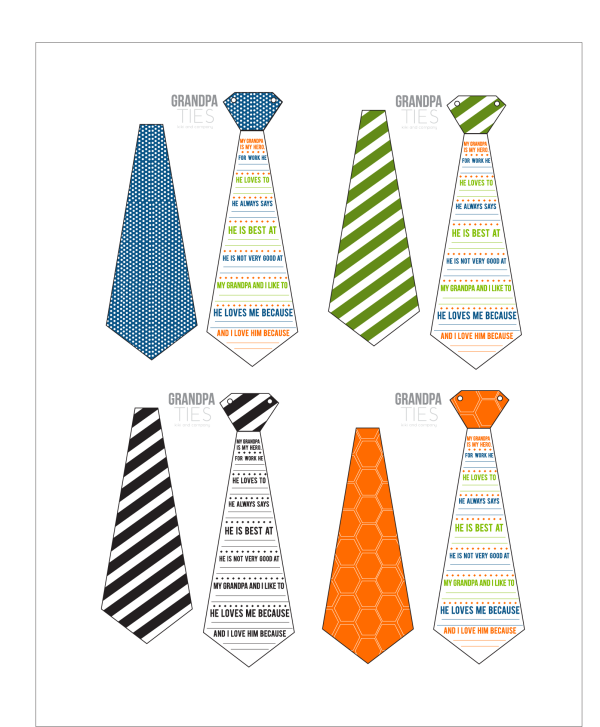 GRANDPA
TIES
MY GRANDPA
IS MY HERO.
FOR WORK HE
HE LOVES TO
HE ALWAYS SAYS
HE IS BEST AT
HE IS NOT VERY GOOD AT
MY GRANDPA AND I LIKE TO
HE LOVES ME BECAUSE
AND I LOVE HIM BECAUSE
GRANDPA
TIES
MY GRANDPA
IS MY HERO.
FOR WORK HE
HE LOVES TO
HE ALWAYS SAYS
HE IS BEST AT
HE IS NOT VERY GOOD AT
MY GRANDPA AND I LIKE TO
HE LOVES ME BECAUSE
AND I LOVE HIM BECAUSE
GRANDPA
TIES
MY GRANDPA
IS MY HERO.
FOR WORK HE
HE LOVES TO
HE ALWAYS SAYS
HE IS BEST AT
HE IS NOT VERY GOOD AT
MY GRANDPA AND I LIKE TO
HE LOVES ME BECAUSE
AND I LOVE HIM BECAUSE
GRANDPA
TIES
MY GRANDPA
IS MY HERO.
FOR WORK HE
HE LOVES TO
HE ALWAYS SAYS
HE IS BEST AT
HE IS NOT VERY GOOD AT
MY GRANDPA AND I LIKE TO
HE LOVES ME BECAUSE
AND I LOVE HIM BECAUSE